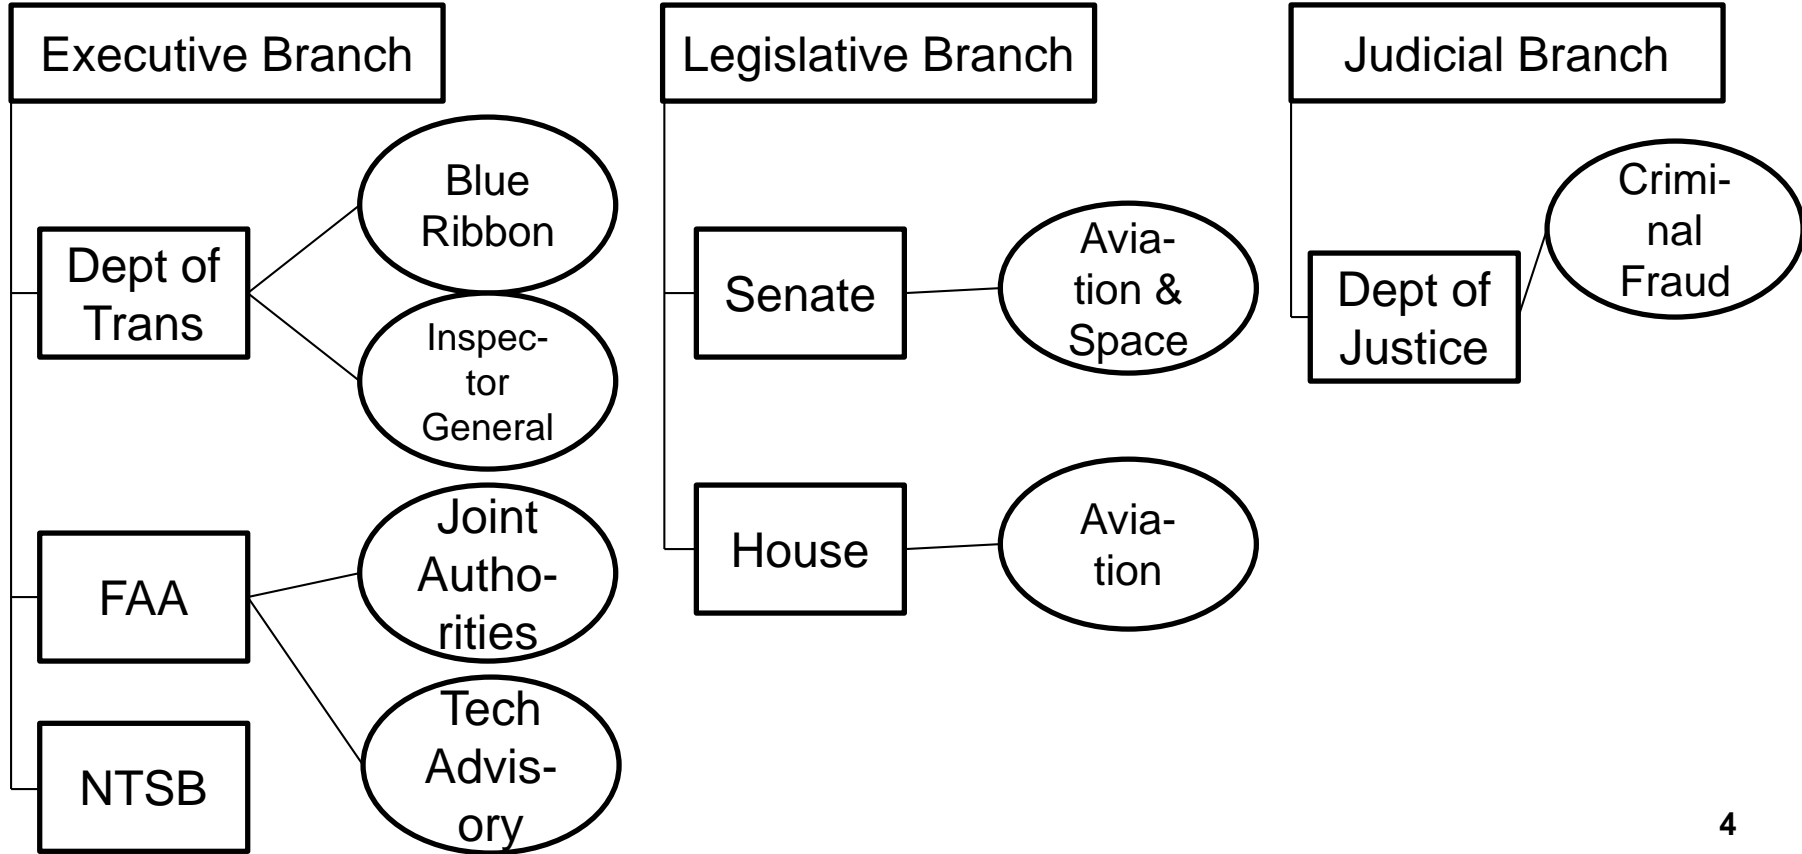 Executive Branch
Dept of
Trans
Blue
Ribbon
Inspec-
tor
General
FAA
Joint
Autho-
rities
Tech
Advis-
ory
NTSB
Legislative Branch
Senate
Avia-
tion &
Space
House
Avia-
tion
Judicial Branch
Dept of
Justice
Crimi-
nal
Fraud
4